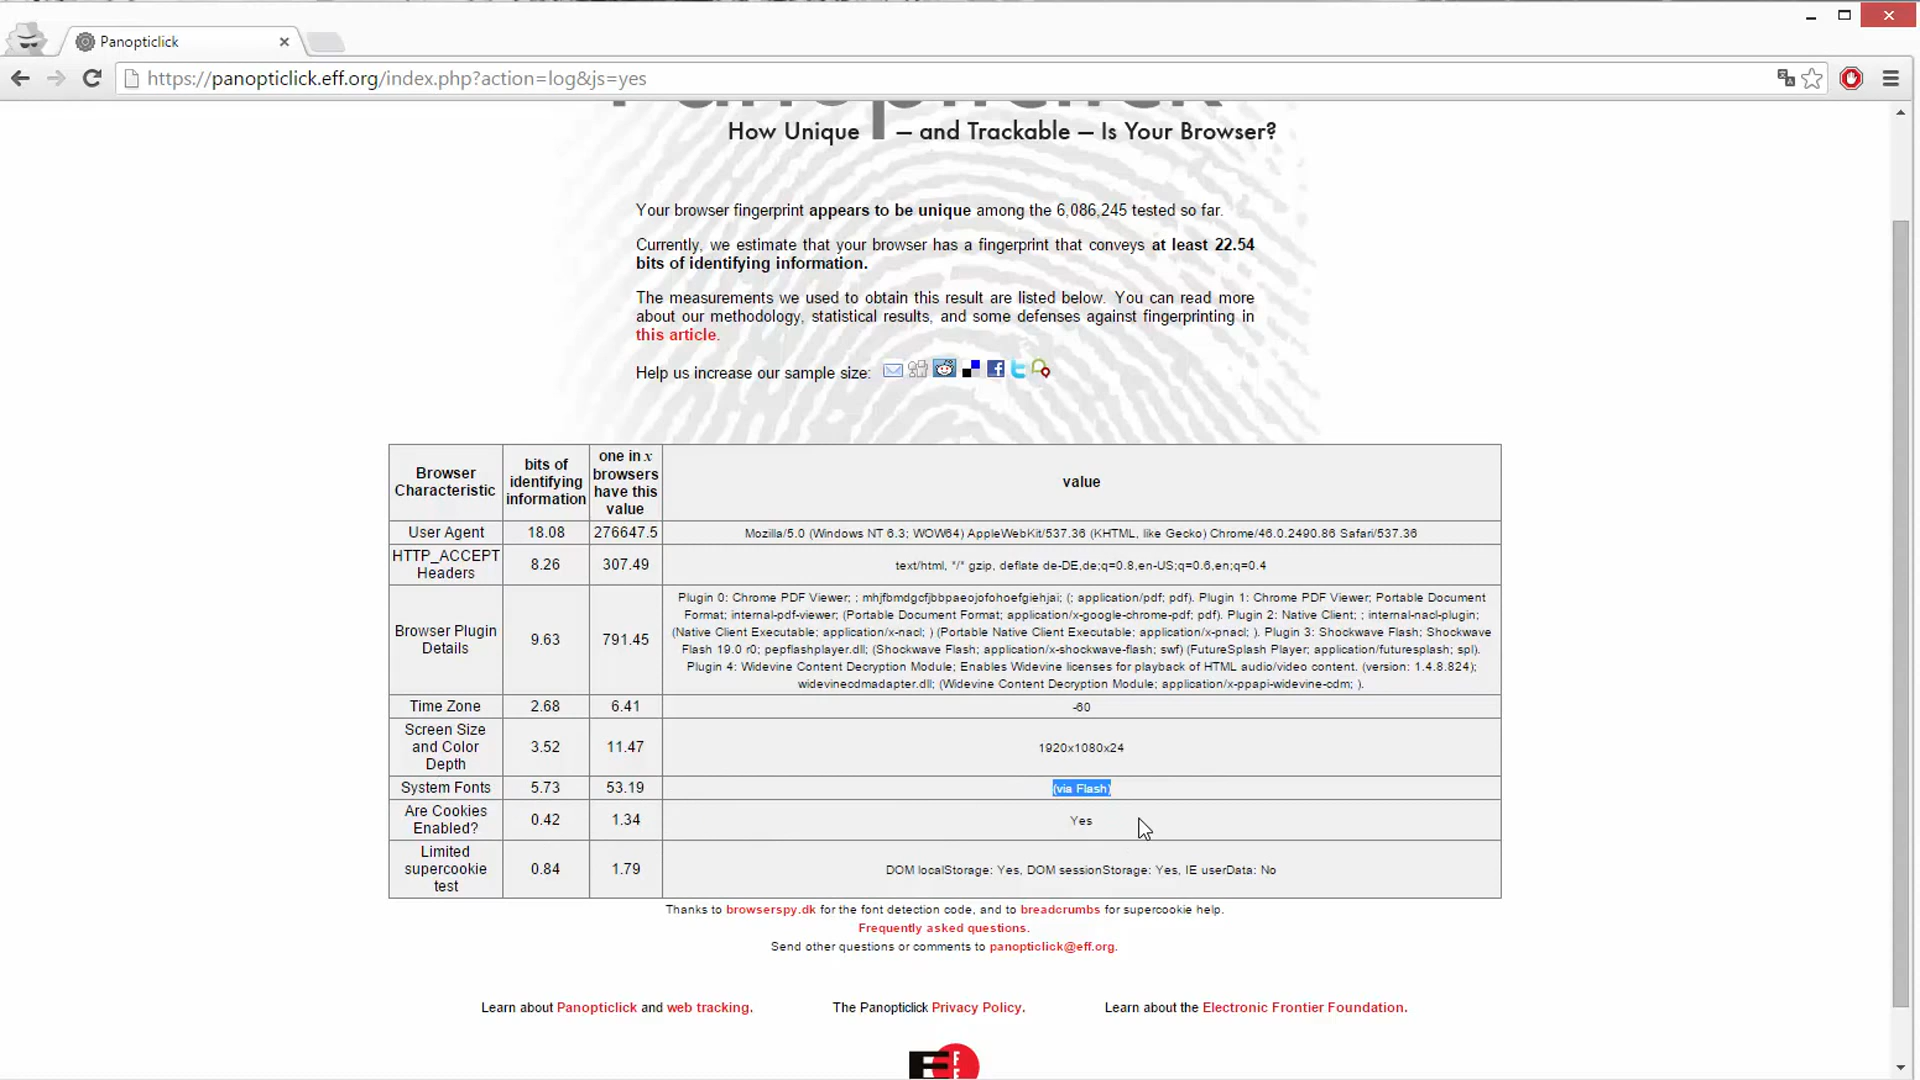 Panopticlick
https://panopticlick.eff.org/index.php?action=log&js=yes
Panopticlick
How Unique — and Trackable — Is Your Browser?
Your browser fingerprint appears to be unique among the 6,086,245 tested so far.
Currently, we estimate that your browser has a fingerprint that conveys at least 22.54
bits of identifying information.
The measurements we used to obtain this result are listed below. You can read more
about our methodology, statistical results, and some defenses against fingerprinting in
this article.
Help us increase our sample size:
Browser Characteristic
bits of identifying information
one in x browsers have this value
value
User Agent 18.08 276647.5 Mozilla/5.0 (Windows NT 6.3; WOW64) AppleWebKit/537.36 (KHTML, like Gecko) Chrome/46.0.2490.86 Safari/537.36
HTTP_ACCEPT Headers 8.26 307.49 text/html, */* gzip, deflate de-DE,de;q=0.8,en-US;q=0.6,en;q=0.4
Browser Plugin Details 9.63 791.45
Plugin 0: Chrome PDF Viewer; ; mhjfbmdgcfjbbpaeojofohoefgiehjai; (; application/pdf; pdf). Plugin 1: Chrome PDF Viewer; Portable Document
Format; internal-pdf-viewer; (Portable Document Format; application/x-google-chrome-pdf; pdf). Plugin 2: Native Client; ; internal-nacl-plugin;
(Native Client Executable; application/x-nacl; ) (Portable Native Client Executable; application/x-pnacl; ). Plugin 3: Shockwave Flash; Shockwave
Flash 19.0 r0; pepflashplayer.dll; (Shockwave Flash; application/x-shockwave-flash; swf) (FutureSplash Player; application/futuresplash; spl).
Plugin 4: Widevine Content Decryption Module; Enables Widevine licenses for playback of HTML audio/video content. (version: 1.4.8.824);
widevinecdmadapter.dll; (Widevine Content Decryption Module; application/x-ppapi-widevine-cdm; ).
Time Zone 2.68 6.41 -60
Screen Size and Color Depth 3.52 11.47 1920x1080x24
System Fonts 5.73 53.19 (via Flash)
Are Cookies Enabled? 0.42 1.34 Yes
Limited supercookie test 0.84 1.79 DOM localStorage: Yes, DOM sessionStorage: Yes, IE userData: No
Thanks to browserspy.dk for the font detection code, and to breadcrumbs for supercookie help.
Frequently asked questions.
Send other questions or comments to panopticlick@eff.org.
Learn about Panopticlick and web tracking. The Panopticlick Privacy Policy. Learn about the Electronic Frontier Foundation.